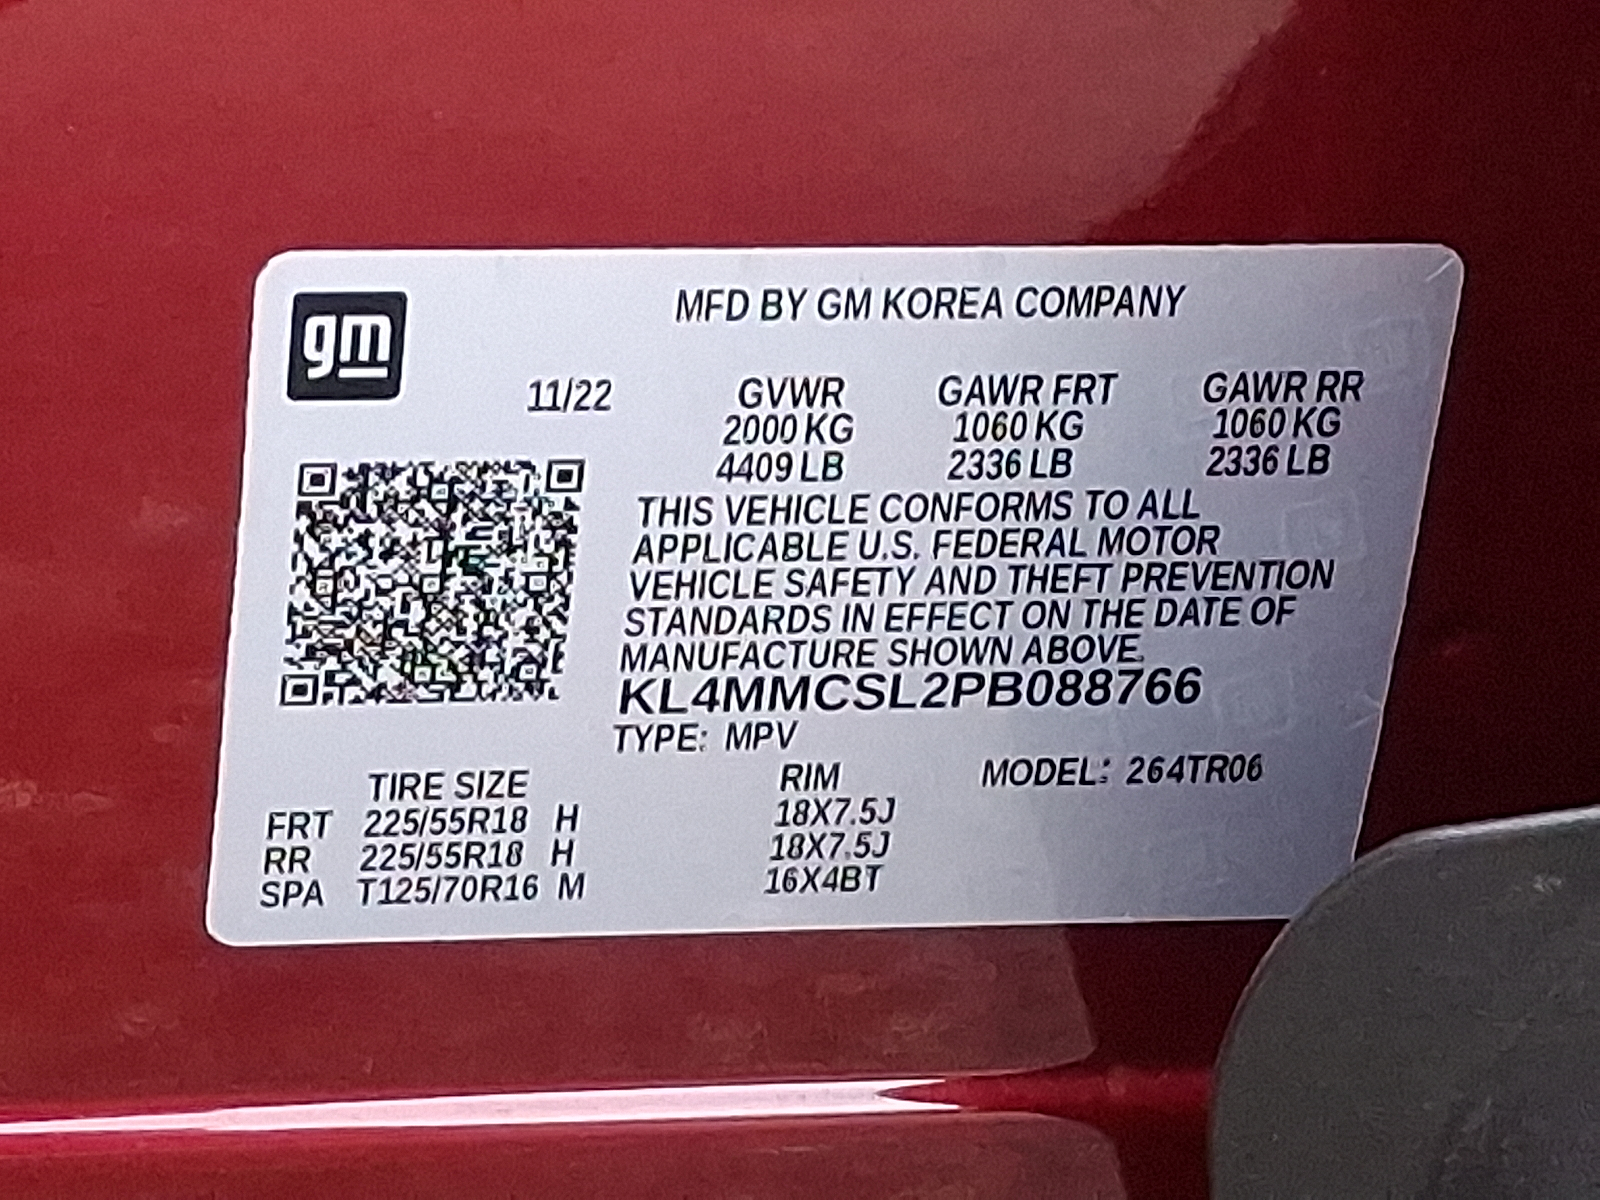 gm
MFD BY GM KOREA COMPANY
11/22 GVWR GAWR FRT GAWR RR
2000 KG 1060 KG 1060 KG
4409 LB 2336 LB 2336 LB
THIS VEHICLE CONFORMS TO ALL
APPLICABLE U.S. FEDERAL MOTOR
VEHICLE SAFETY AND THEFT PREVENTION
STANDARDS IN EFFECT ON THE DATE OF
MANUFACTURE SHOWN ABOVE.
KL4MMCSL2PB088766
TYPE: MPV
TIRE SIZE RIM MODEL: 264TR06
FRT 225/55R18 H 18X7.5J
RR 225/55R18 H 18X7.5J
SPA T125/70R16 M 16X4BT